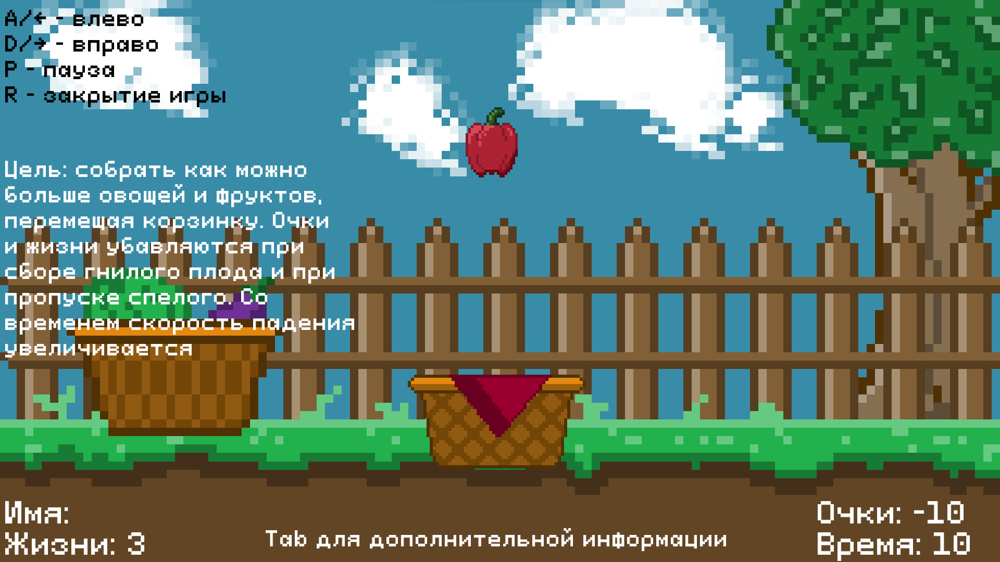 A/← - влево
D/→ - вправо
P - пауза
R - закрытие игры
Цель: собрать как можно
больше овощей и фруктов,
перемещая корзинку. Очки
и жизни убавляются при
сборе гнилого плода и при
пропуске спелого. Со
временем скорость падения
увеличивается
Имя:
Жизни: 3
Tab для дополнительной информации
Очки: -10
Время: 10